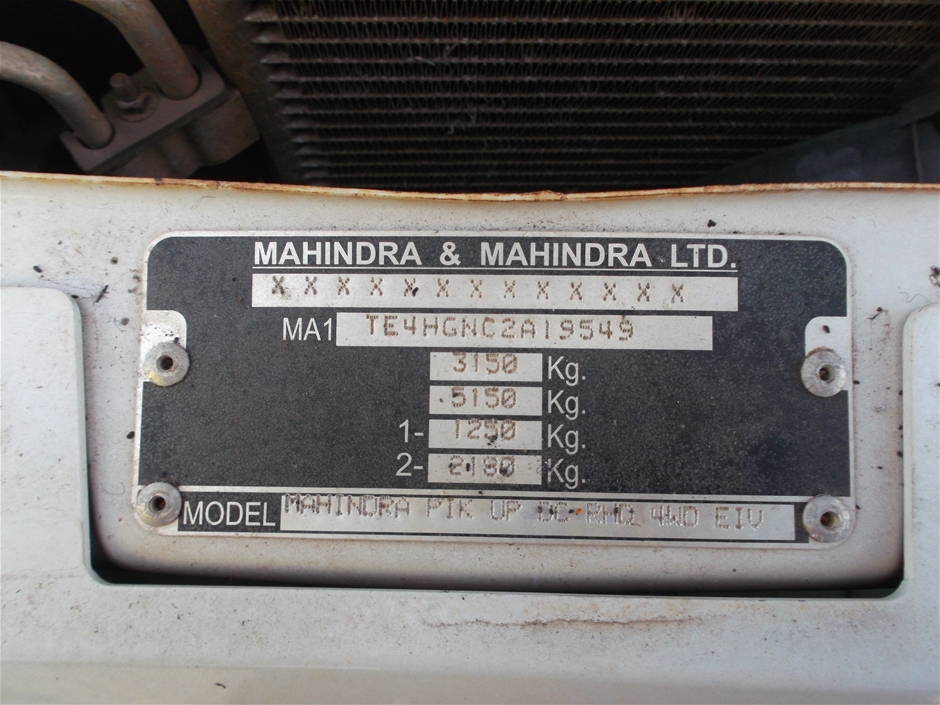 MAHINDRA & MAHINDRA LTD.
X X X X X X X X X X X X X
MA1 TE4HGNC2A19549
3150 Kg.
5150 Kg.
1- 1250 Kg.
2- 2180 Kg.
MODEL MAHINDRA PIK UP DC RHD 4WD EIV